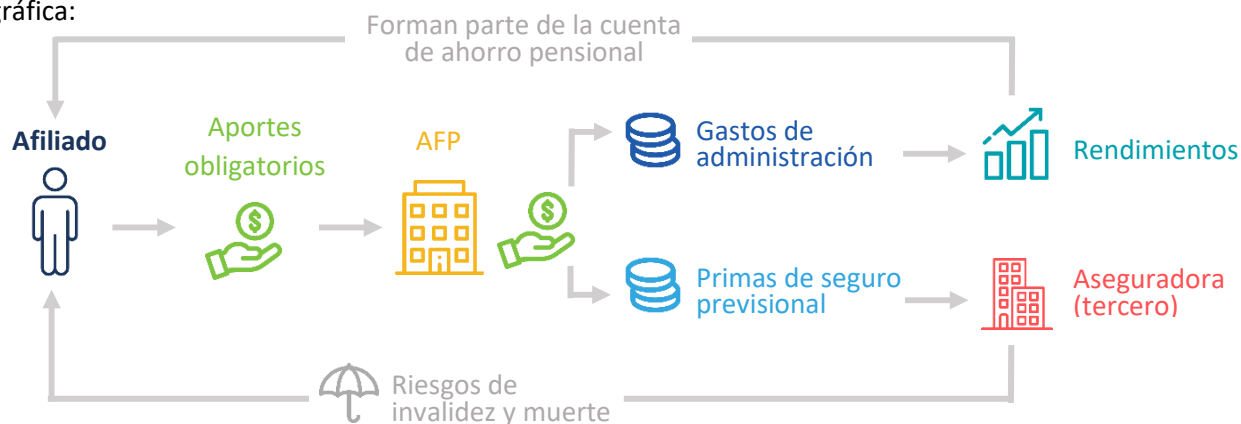 gráfica:
Forman parte de la cuenta
de ahorro pensional
Afiliado
Aportes
obligatorios
AFP
Gastos de
administración
Rendimientos
Primas de seguro
previsional
Aseguradora
(tercero)
Riesgos de
invalidez y muerte